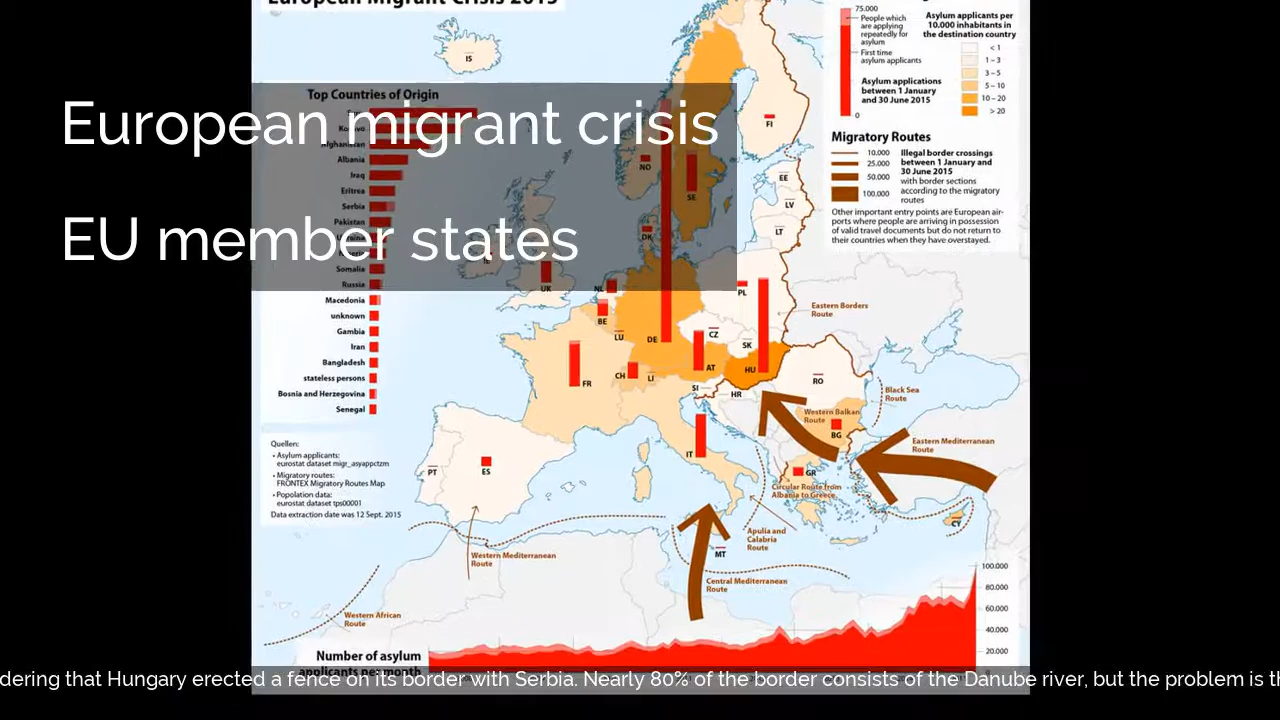 European Migrant Crisis 2015
IS
Top Countries of Origin
Kosovo
Afghanistan
Albania
Iraq
Eritrea
Serbia
Pakistan
Ukraine
Nigeria
Somalia
Russia
Macedonia
unknown
Gambia
Iran
Bangladesh
stateless persons
Bosnia and Herzegovina
Senegal
European migrant crisis
EU member states
Quellen:
• Asylum applicants:
eurostat dataset migr_asyappctzm
• Migratory routes:
FRONTEX Migratory Routes Map
• Population data:
eurostat dataset tps00001
Data extraction date was 12 Sept. 2015
75.000
People which
are applying
repeatedly for
asylum
First time
asylum applicants
Asylum applications
between 1 January
and 30 June 2015
0
Asylum applicants per
10.000 inhabitants in
the destination country
< 1
1 – 3
3 – 5
5 – 10
10 – 20
> 20
Migratory Routes
10.000
25.000
50.000
100.000
Illegal border crossings
between 1 January and
30 June 2015
with border sections
according to the migratory
routes
Other important entry points are European air-
ports where people are arriving in possession
of valid travel documents but do not return to
their countries when they have overstayed.
FI
NO
SE
EE
LV
LT
DK
IE
UK
NL
BE
LU
DE
PL
CZ
SK
AT
HU
CH
LI
FR
SI
HR
RO
BG
IT
GR
PT
ES
MT
CY
Eastern Borders
Route
Black Sea
Route
Western Balkan
Route
Eastern Mediterranean
Route
Circular Route from
Albania to Greece
Apulia and
Calabria
Route
Central Mediterranean
Route
Western Mediterranean
Route
Western African
Route
100.000
80.000
60.000
40.000
20.000
Number of asylum
applicants per month
dering that Hungary erected a fence on its border with Serbia. Nearly 80% of the border consists of the Danube river, but the problem is th